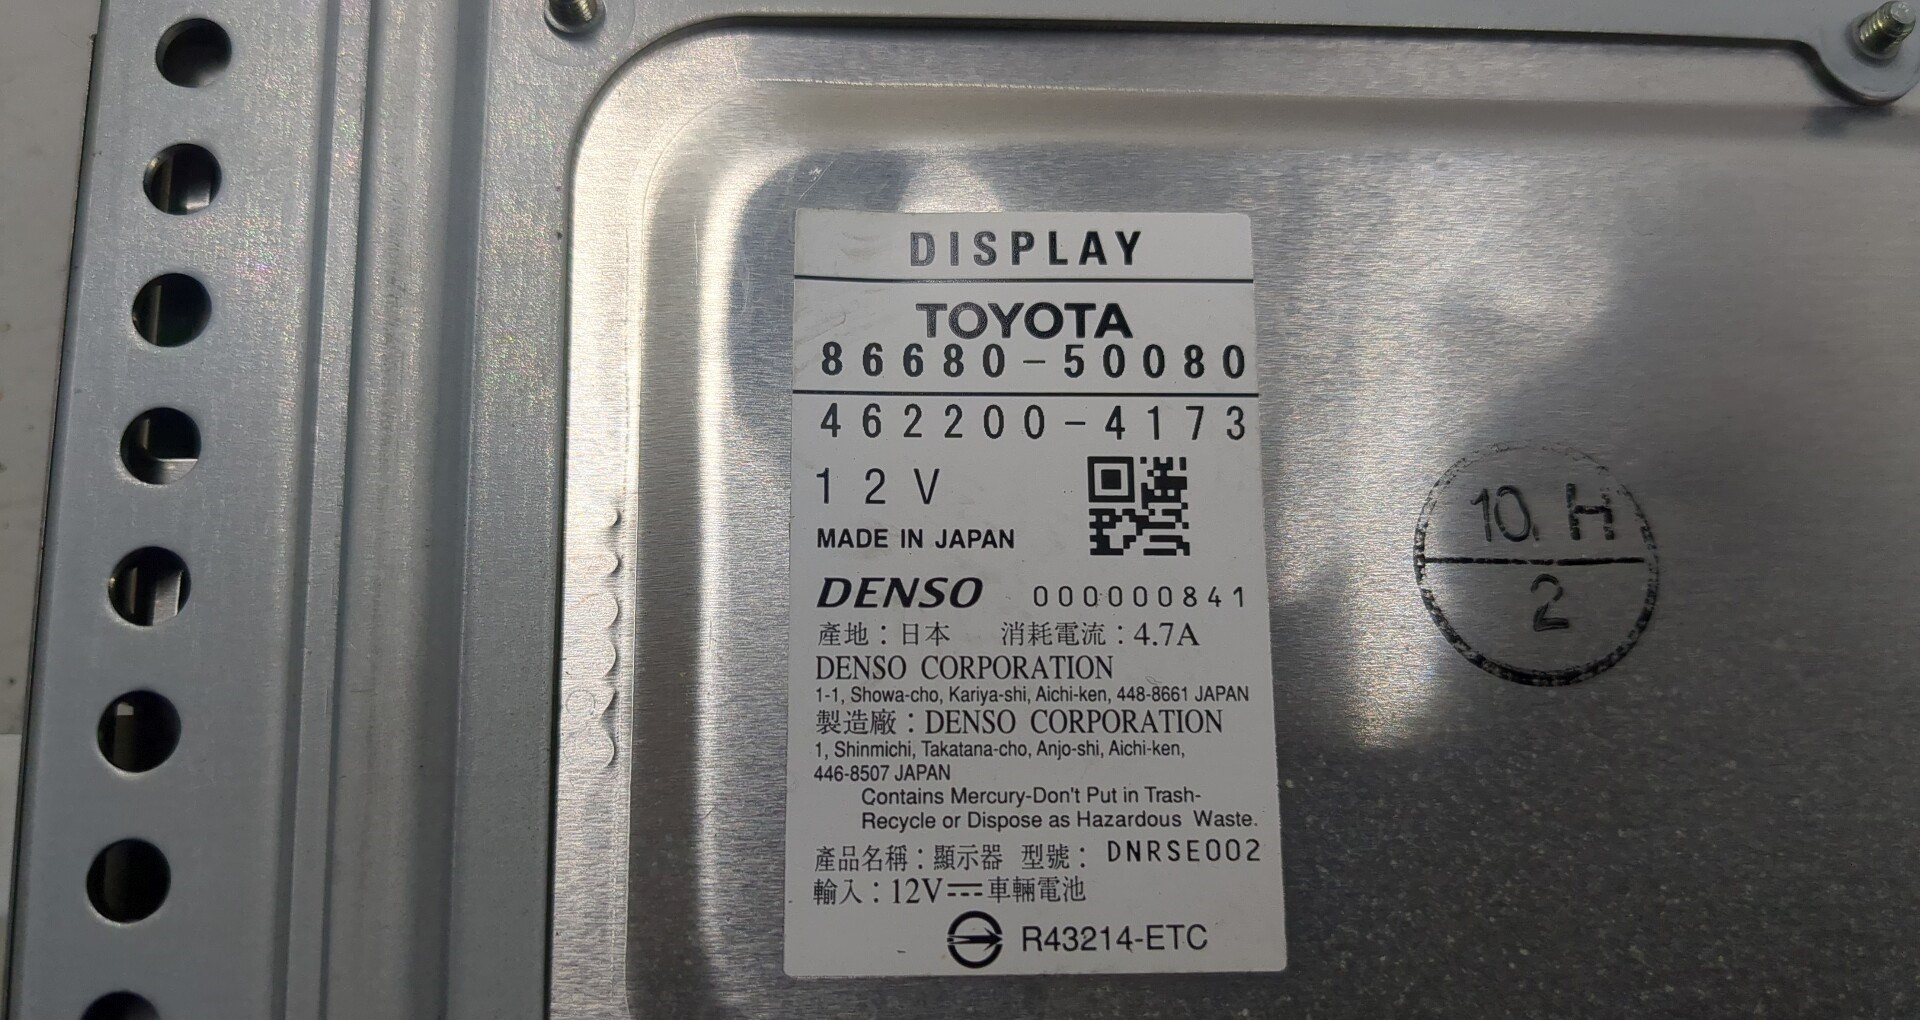 DISPLAY
TOYOTA
86680-50080
462200-4173
12V
MADE IN JAPAN
DENSO 000000841
產地：日本 消耗電流：4.7A
DENSO CORPORATION
1-1, Showa-cho, Kariya-shi, Aichi-ken, 448-8661 JAPAN
製造廠：DENSO CORPORATION
1, Shinmichi, Takatana-cho, Anjo-shi, Aichi-ken,
446-8507 JAPAN
Contains Mercury-Don't Put in Trash-
Recycle or Dispose as Hazardous Waste.
產品名稱：顯示器 型號：DNRSE002
輸入：12V⎓車輛電池
R43214-ETC
10. H
2